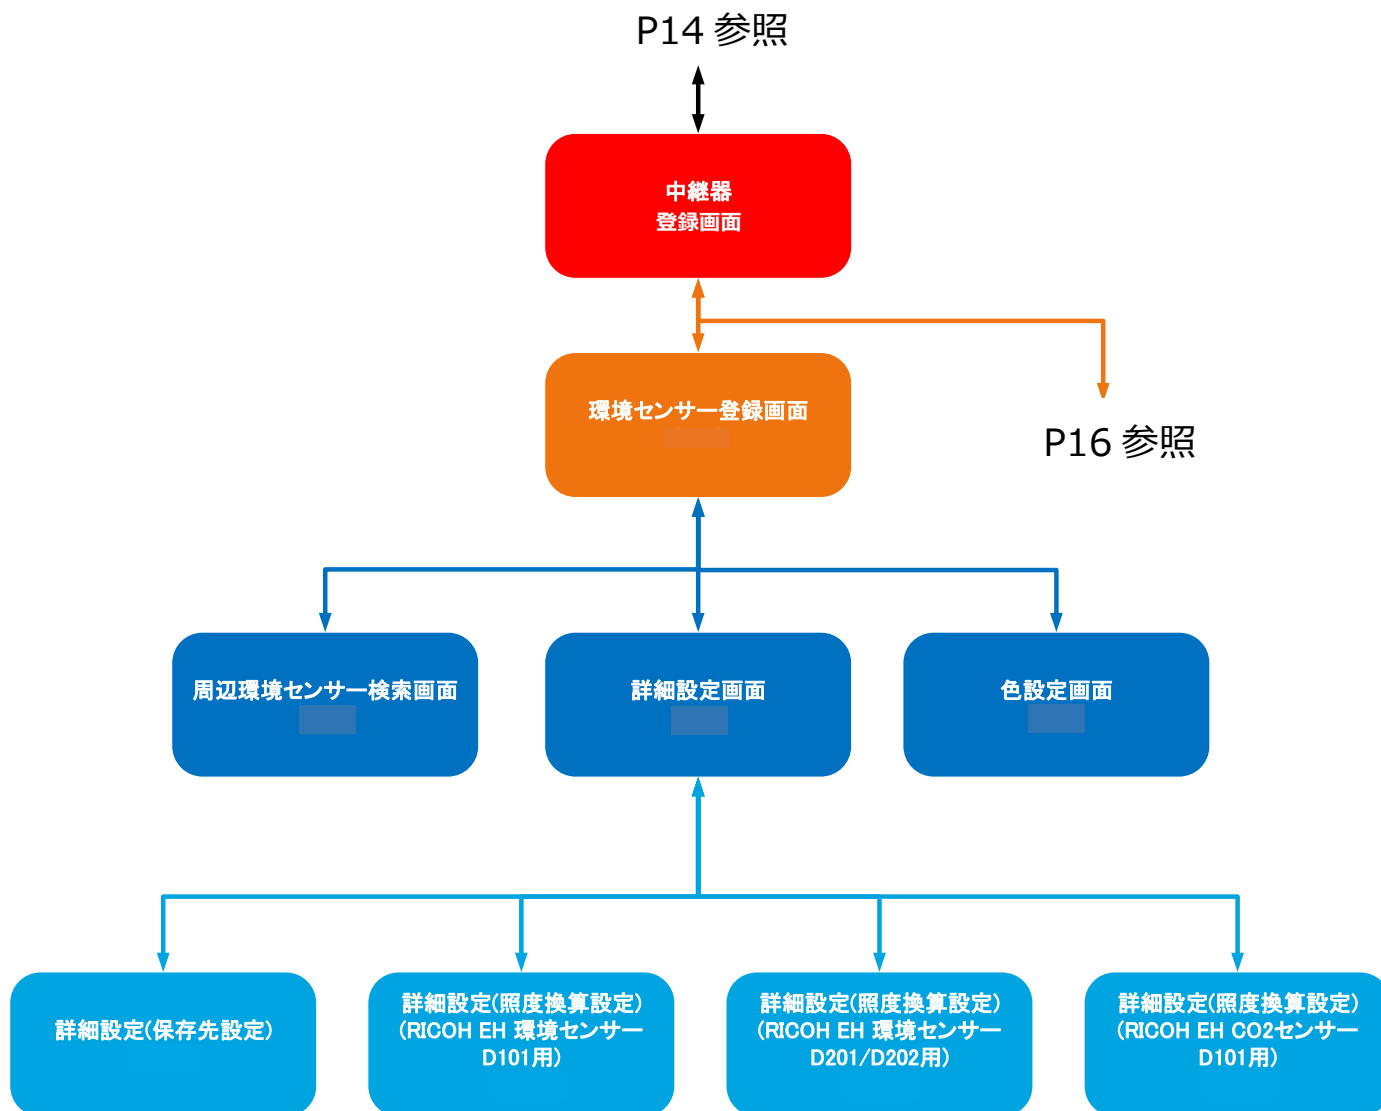 P14 参照
中継器
登録画面
環境センサー登録画面
P16 参照
周辺環境センサー検索画面
詳細設定画面
色設定画面
詳細設定(保存先設定)
詳細設定(照度換算設定)
(RICOH EH 環境センサー
D101用)
詳細設定(照度換算設定)
(RICOH EH 環境センサー
D201/D202用)
詳細設定(照度換算設定)
(RICOH EH CO2センサー
D101用)